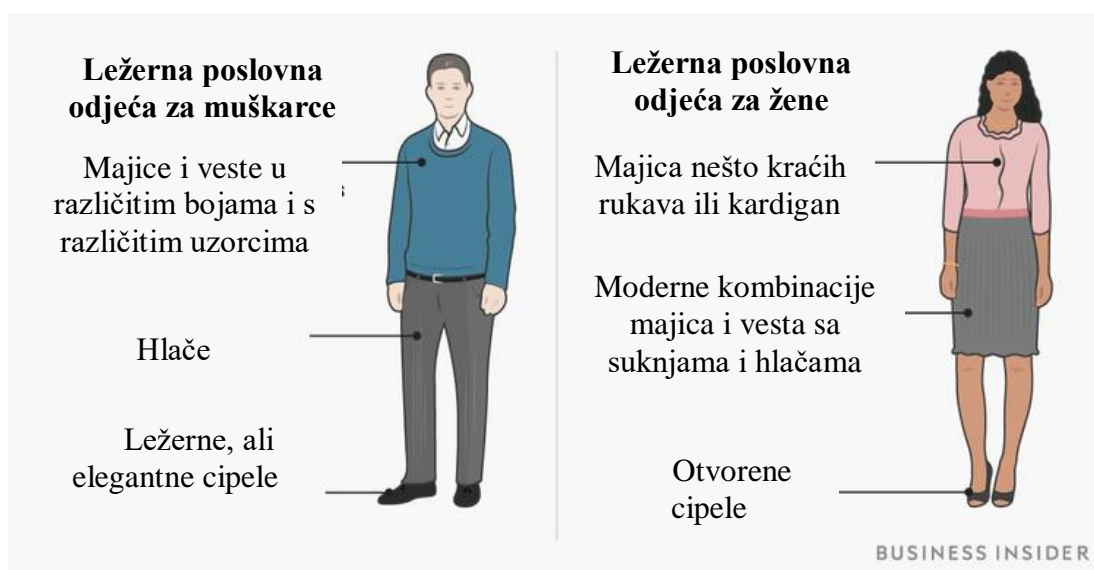 Ležerna poslovna
odjeća za muškarce
Majice i veste u
različitim bojama i s
različitim uzorcima
Hlače
Ležerne, ali
elegantne cipele
Ležerna poslovna
odjeća za žene
Majica nešto kraćih
rukava ili kardigan
Moderne kombinacije
majica i vesta sa
suknjama i hlačama
Otvorene
cipele
BUSINESS INSIDER